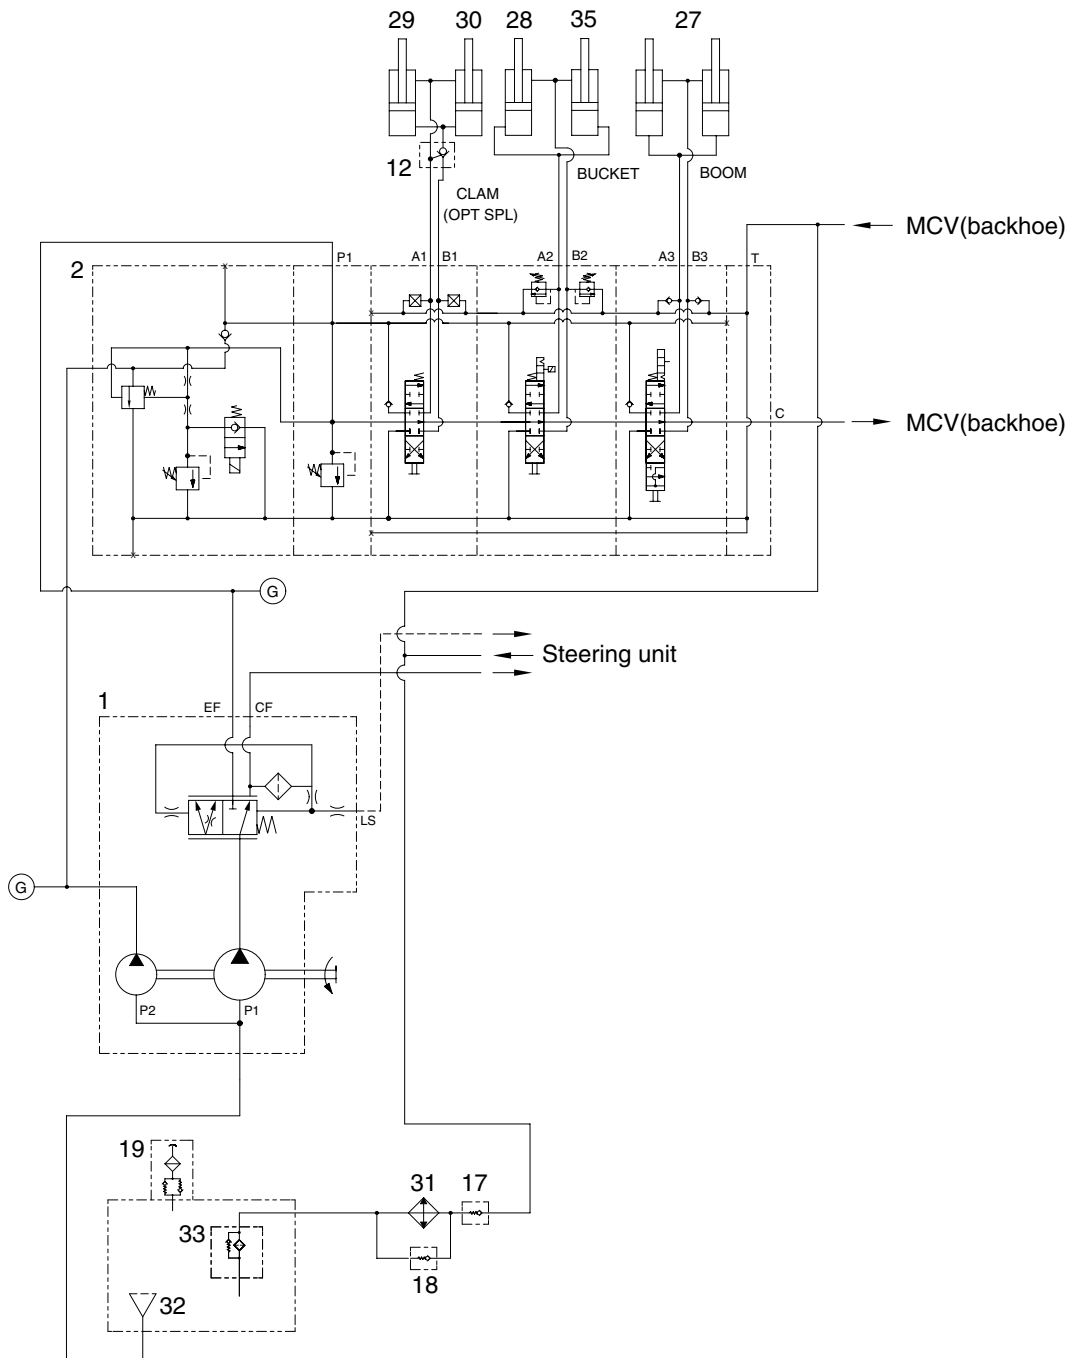 29 30 28 35 27
12
CLAM
(OPT SPL)
BUCKET
BOOM
MCV(backhoe)
2
P1 A1 B1 A2 B2 A3 B3 T
C
MCV(backhoe)
G
Steering unit
1
EF CF
LS
G
P2 P1
19
31 17
33
18
32